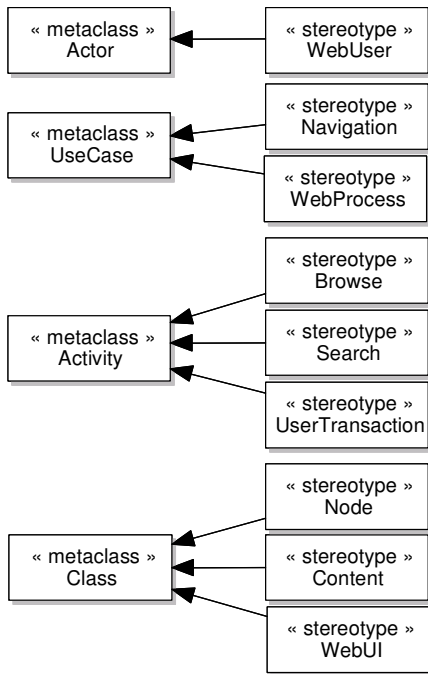 « metaclass »
Actor
« stereotype »
WebUser
« metaclass »
UseCase
« stereotype »
Navigation
« stereotype »
WebProcess
« metaclass »
Activity
« stereotype »
Browse
« stereotype »
Search
« stereotype »
UserTransaction
« metaclass »
Class
« stereotype »
Node
« stereotype »
Content
« stereotype »
WebUI